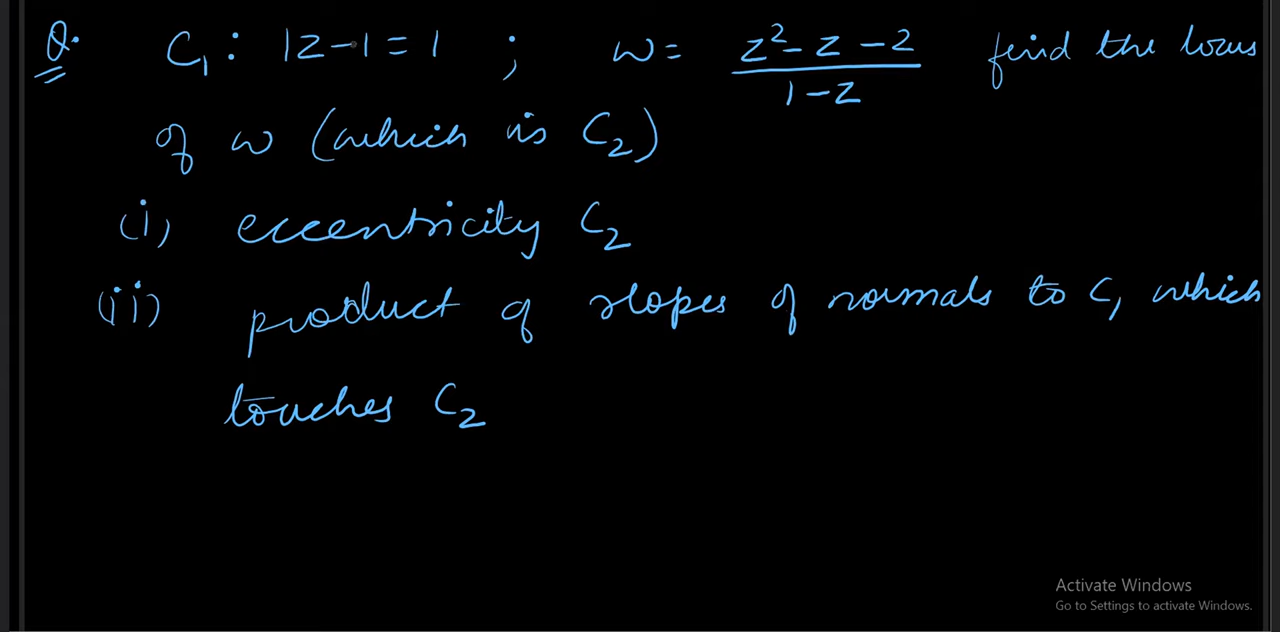 Q. C₁ : |z-1 = 1 ; w = (z² - z - 2)/(1 - z) find the locus
of w (which is C₂)
(i) eccentricity C₂
(ii) product of slopes of normals to C₁ which
touches C₂
Activate Windows
Go to Settings to activate Windows.